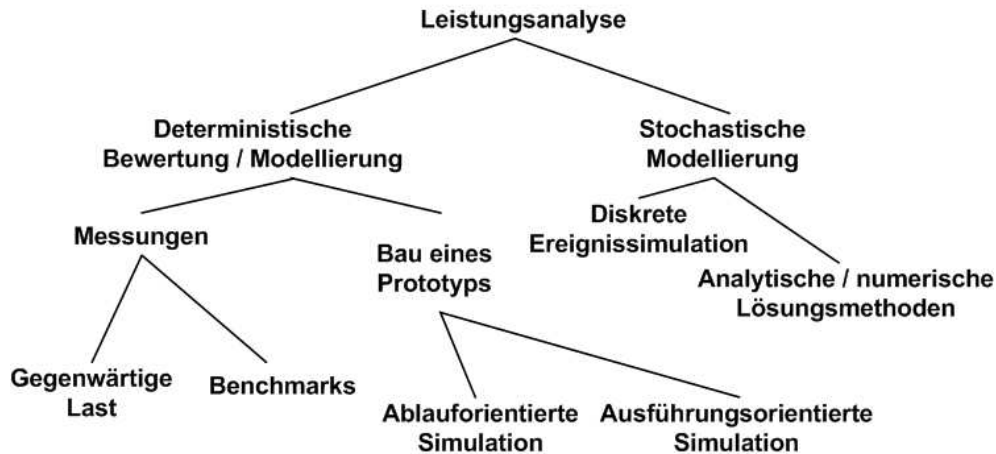 Leistungsanalyse
Deterministische
Bewertung / Modellierung
Stochastische
Modellierung
Messungen
Bau eines
Prototyps
Diskrete
Ereignissimulation
Analytische / numerische
Lösungsmethoden
Gegenwärtige
Last
Benchmarks
Ablauforientierte
Simulation
Ausführungsorientierte
Simulation